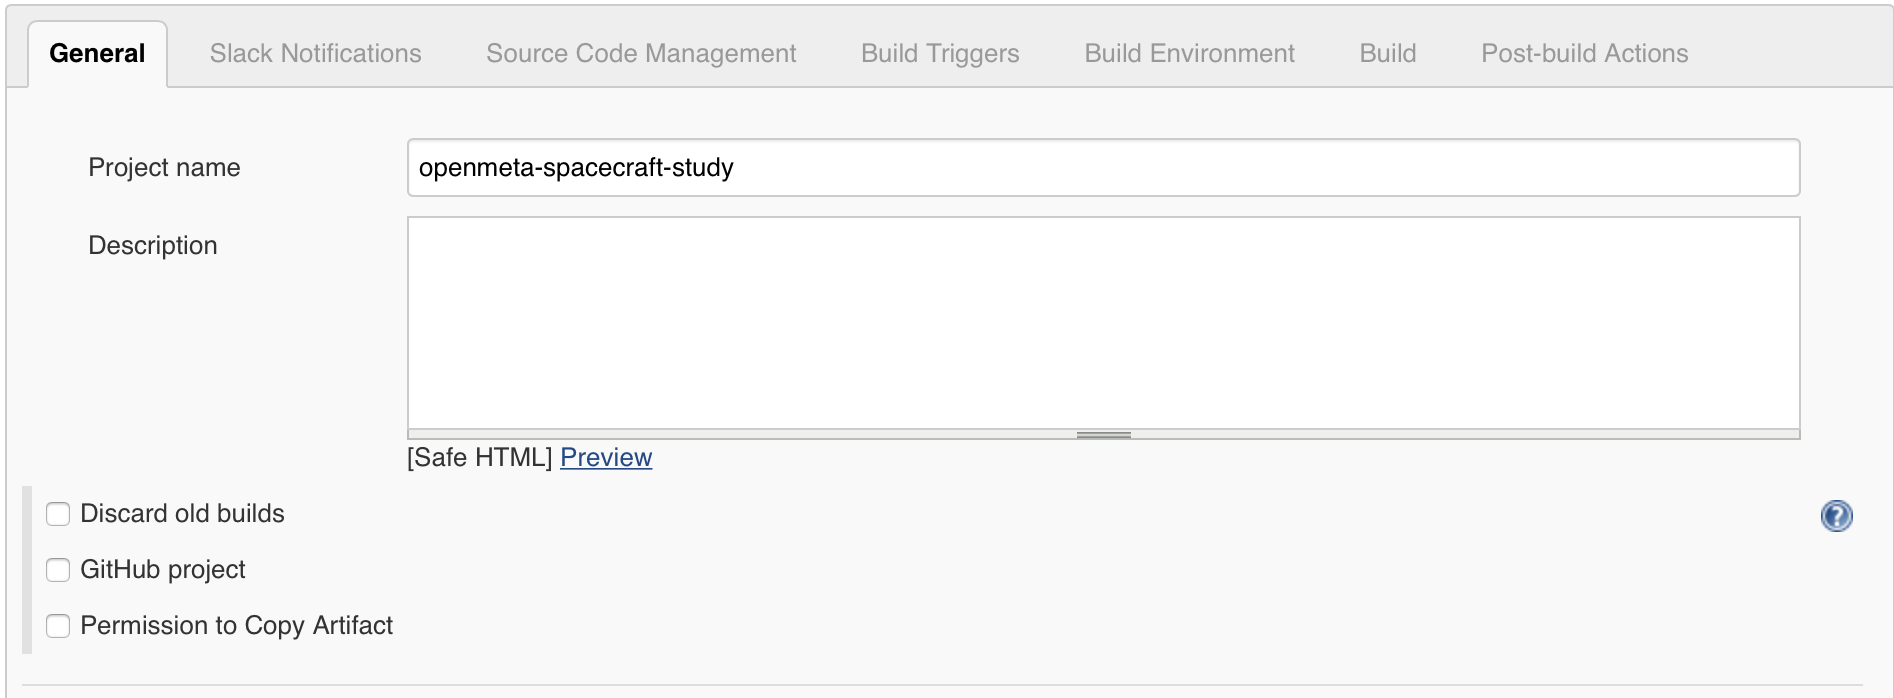 General Slack Notifications Source Code Management Build Triggers Build Environment Build Post-build Actions
Project name openmeta-spacecraft-study
Description
[Safe HTML] Preview
Discard old builds ?
GitHub project
Permission to Copy Artifact